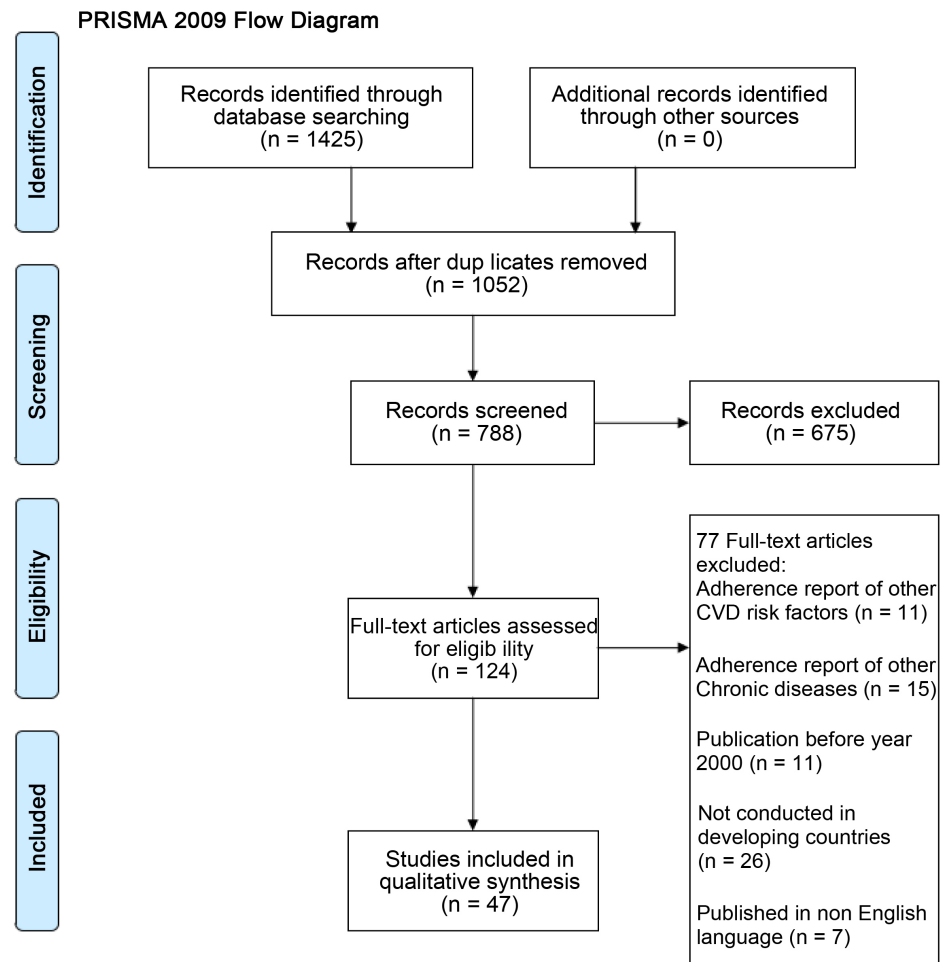 PRISMA 2009 Flow Diagram
Identification
Records identified through
database searching
(n = 1425)
Additional records identified
through other sources
(n = 0)
Records after dup licates removed
(n = 1052)
Screening
Records screened
(n = 788)
Records excluded
(n = 675)
Eligibility
Full-text articles assessed
for eligib ility
(n = 124)
77 Full-text articles
excluded:
Adherence report of other
CVD risk factors (n = 11)
Adherence report of other
Chronic diseases (n = 15)
Publication before year
2000 (n = 11)
Not conducted in
developing countries
(n = 26)
Published in non English
language (n = 7)
Included
Studies included in
qualitative synthesis
(n = 47)